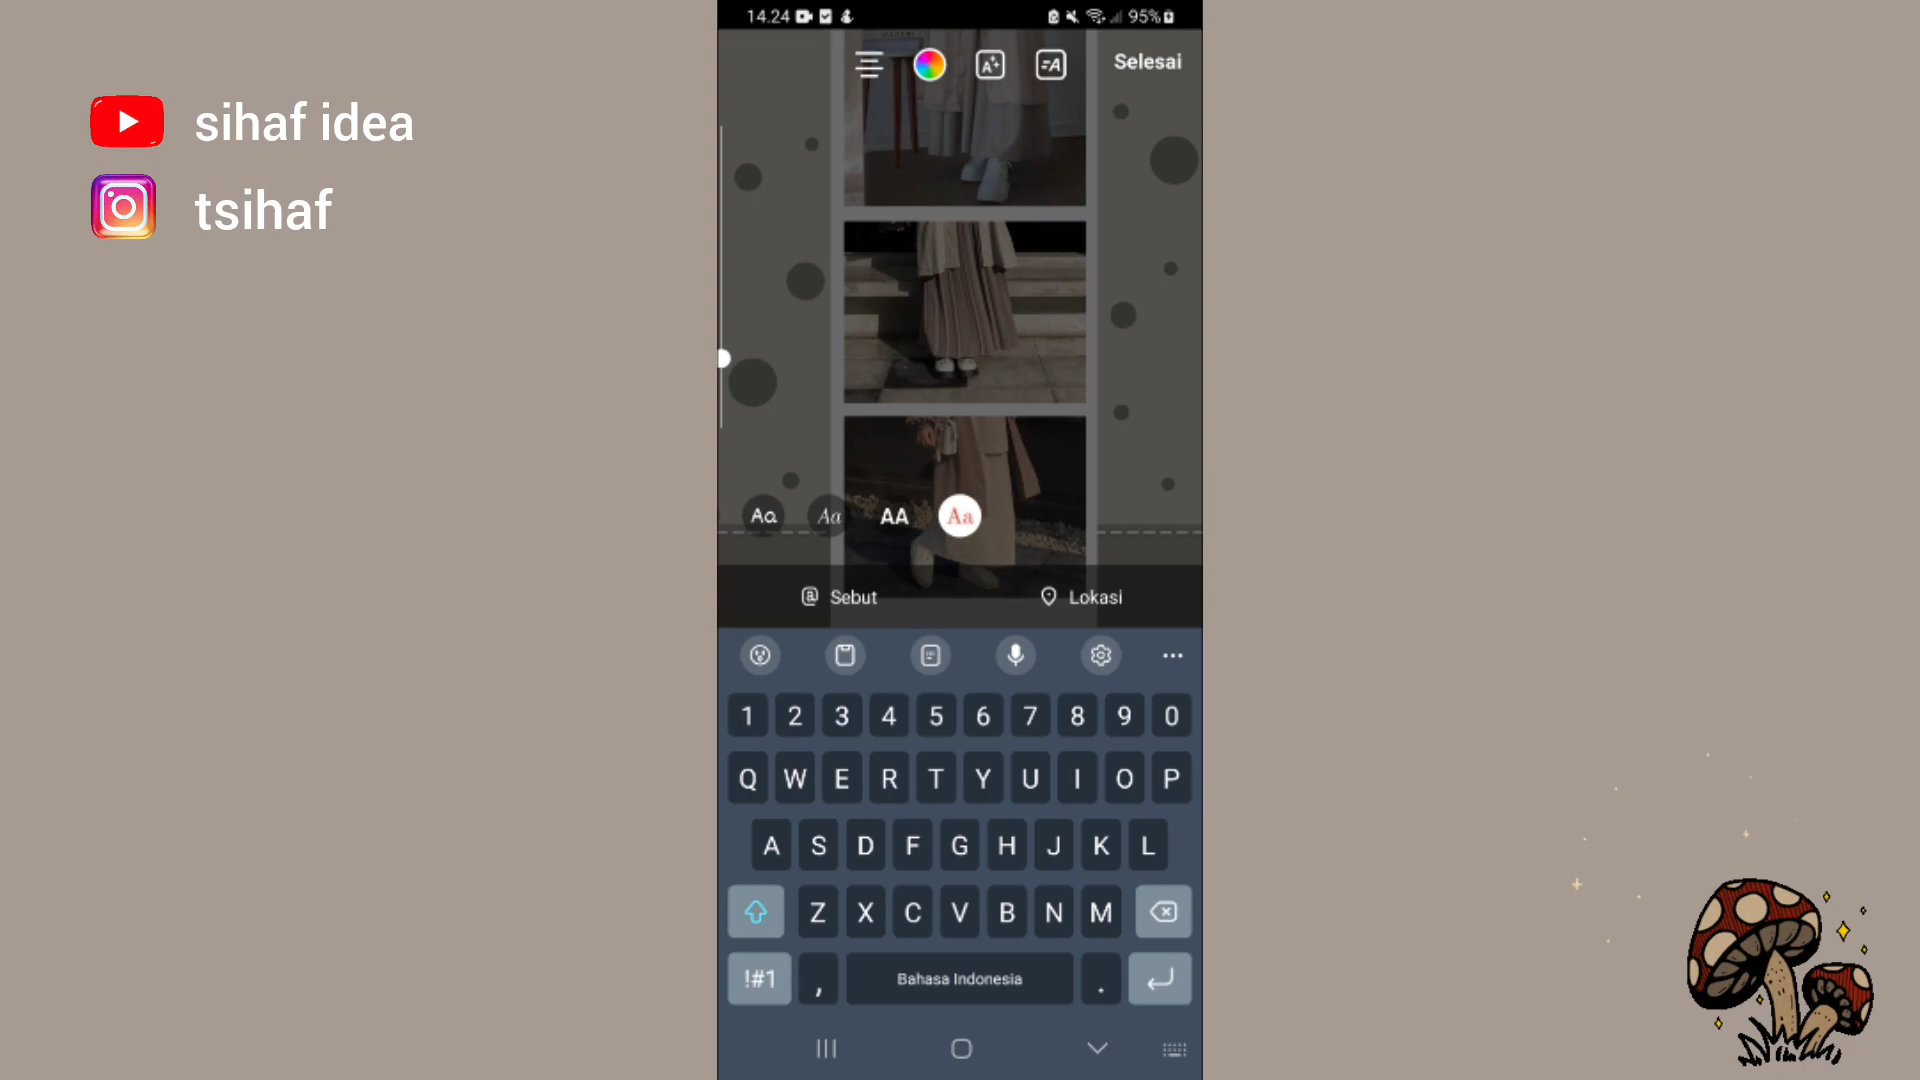 sihaf idea
tsihaf
14.24 95%
Selesai
Aa Aa AA Aa
Sebut Lokasi
1 2 3 4 5 6 7 8 9 0
Q W E R T Y U I O P
A S D F G H J K L
Z X C V B N M
!#1 , Bahasa Indonesia .